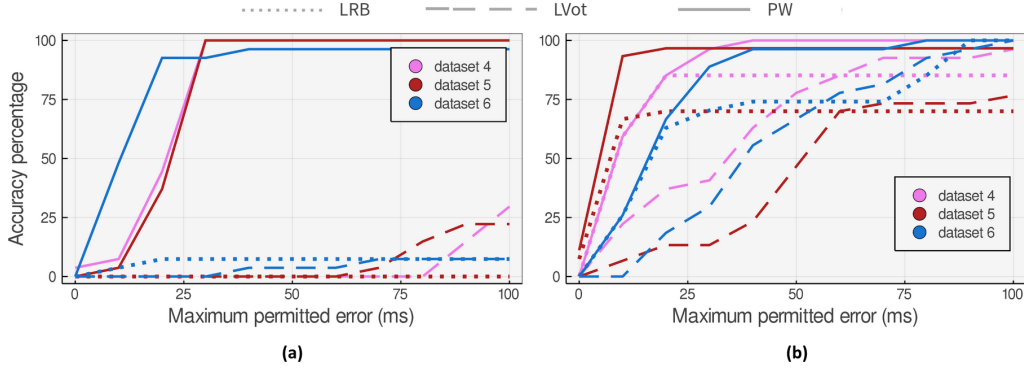 LRB LVot PW
Accuracy percentage
100
75
50
25
0
dataset 4
dataset 5
dataset 6
0 25 50 75 100
Maximum permitted error (ms)
(a)
100
75
50
25
0
dataset 4
dataset 5
dataset 6
0 25 50 75 100
Maximum permitted error (ms)
(b)